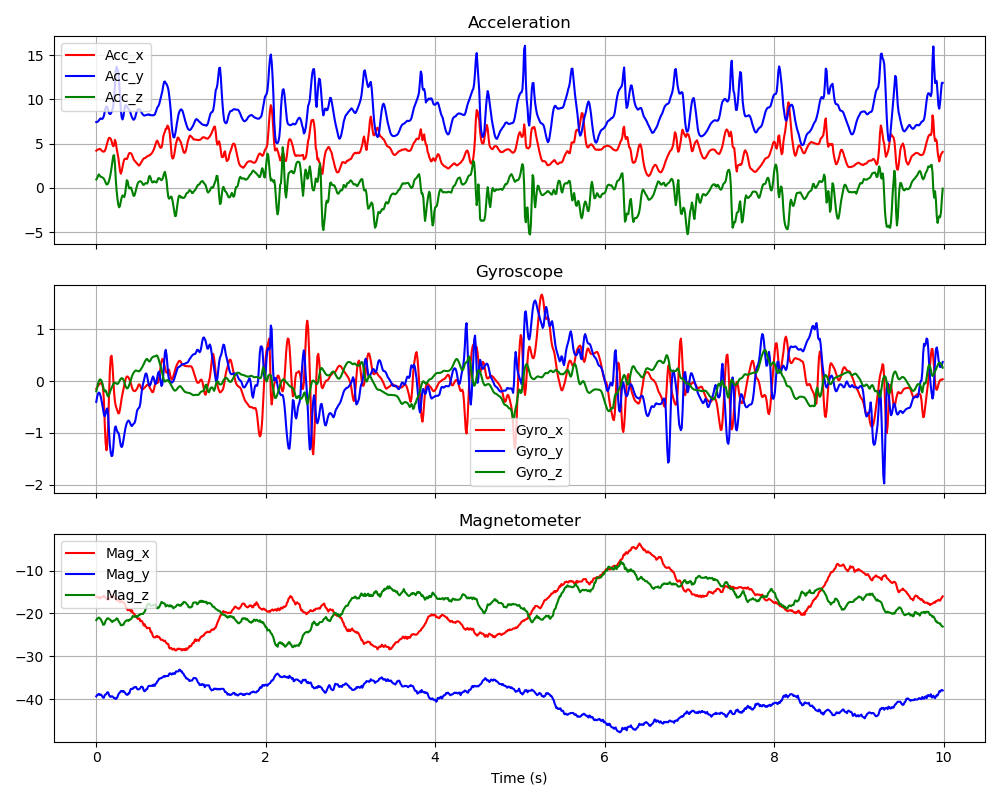 Acceleration
15
10
5
0
−5
Acc_x
Acc_y
Acc_z
Gyroscope
1
0
−1
−2
Gyro_x
Gyro_y
Gyro_z
Magnetometer
−10
−20
−30
−40
Mag_x
Mag_y
Mag_z
0 2 4 6 8 10
Time (s)